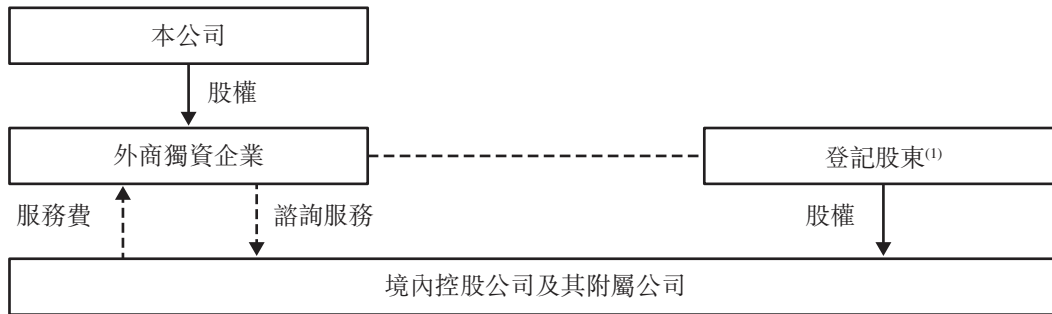 本公司
股權
外商獨資企業
登記股東(1)
服務費
諮詢服務
股權
境內控股公司及其附屬公司